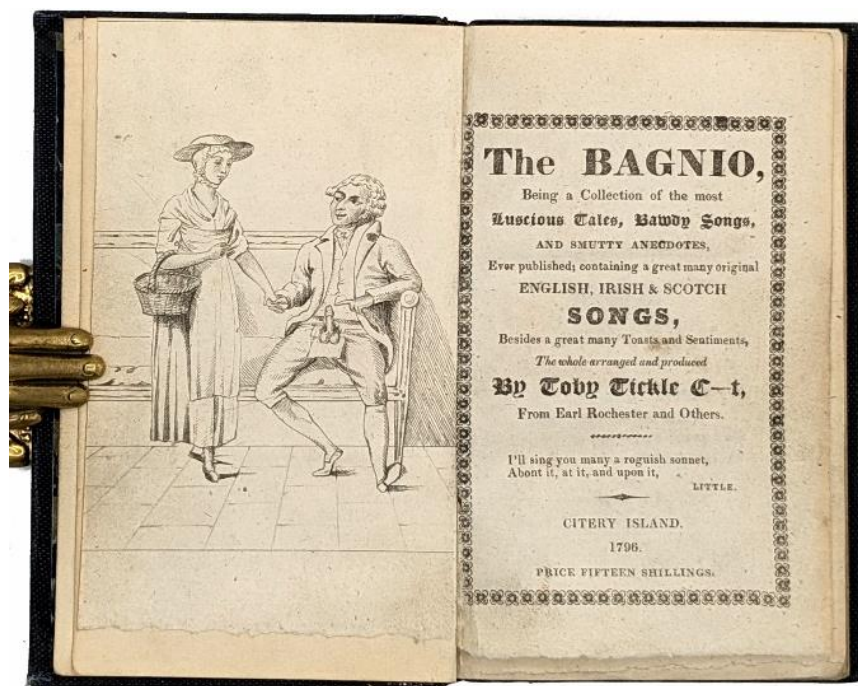 The BAGNIO,
Being a Collection of the most
Luscious Tales, Bawdy Songs,
AND SMUTTY ANECDOTES,
Ever published; containing a great many original
ENGLISH, IRISH & SCOTCH
SONGS,
Besides a great many Toasts and Sentiments,
The whole arranged and produced
By Toby Tickle C—t,
From Earl Rochester and Others.
I'll sing you many a roguish sonnet,
About it, at it, and upon it,
LITTLE.
CITERY ISLAND.
1796.
PRICE FIFTEEN SHILLINGS.